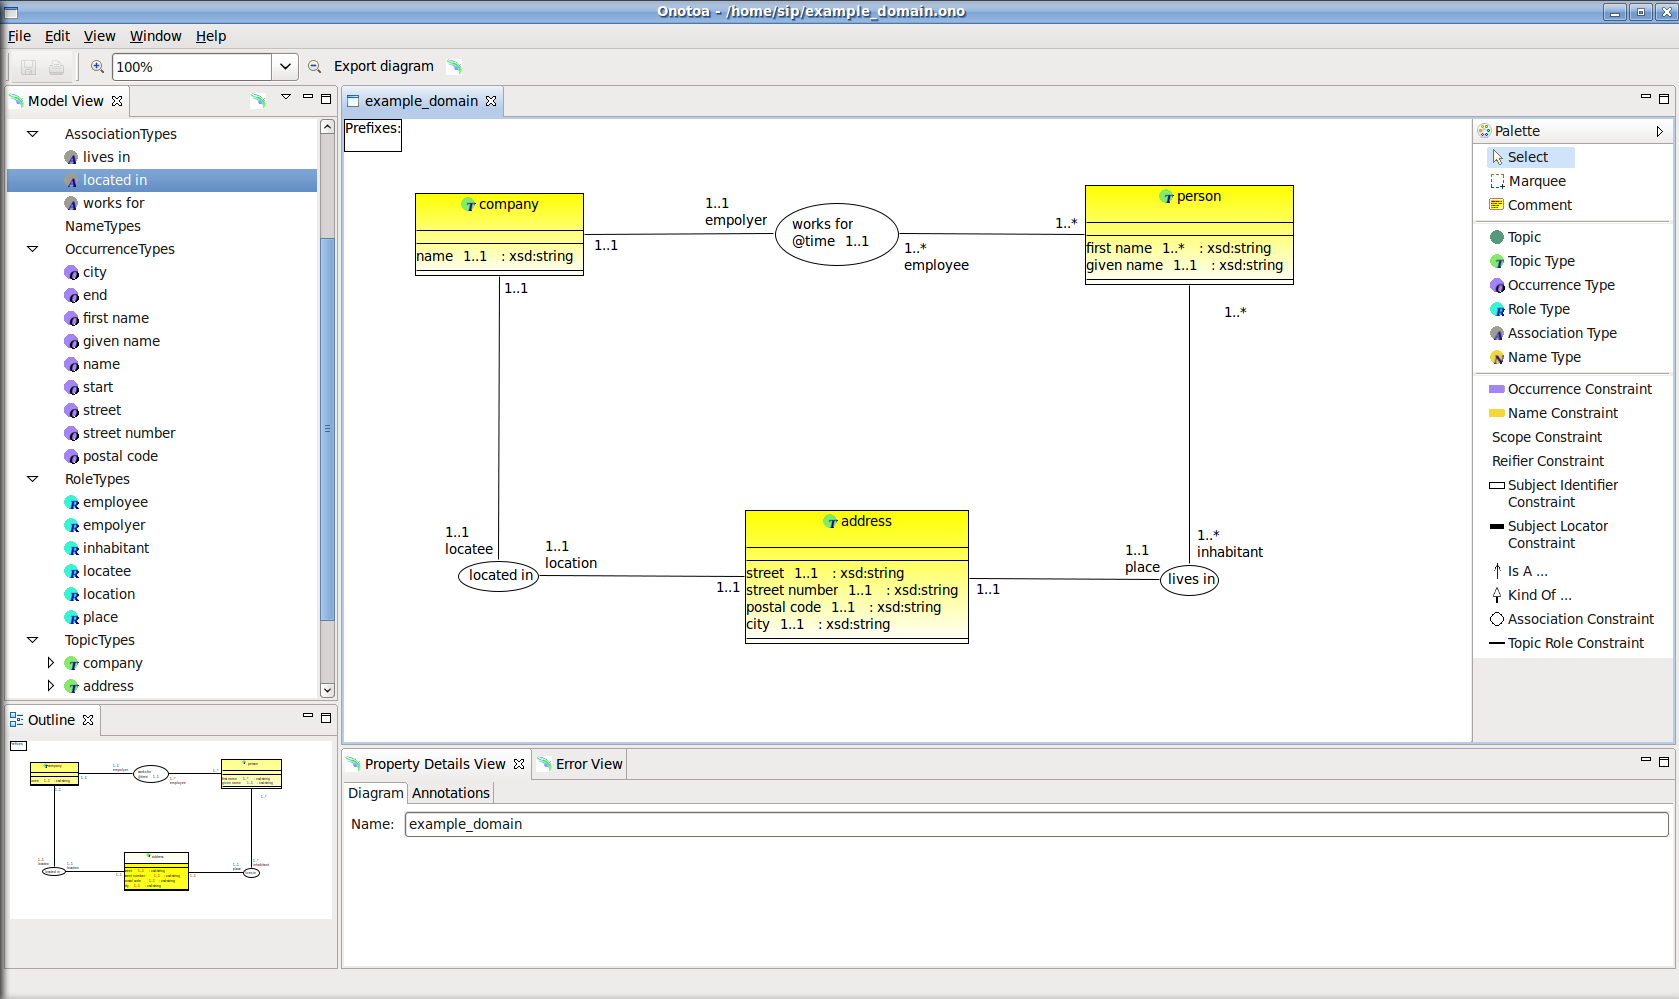 Onotoa - /home/sip/example_domain.ono
File Edit View Window Help
100% Export diagram
Model View
AssociationTypes
lives in
located in
works for
NameTypes
OccurrenceTypes
city
end
first name
given name
name
start
street
street number
postal code
RoleTypes
employee
empolyer
inhabitant
locatee
location
place
TopicTypes
company
address
Outline
example_domain
Prefixes:
company
name 1..1 : xsd:string
1..1
1..1
empolyer
works for
@time 1..1
1..*
employee
1..*
person
first name 1..* : xsd:string
given name 1..1 : xsd:string
1..1
1..*
1..1
locatee
located in
1..1
location
1..1
address
street 1..1 : xsd:string
street number 1..1 : xsd:string
postal code 1..1 : xsd:string
city 1..1 : xsd:string
1..1
1..1
place
1..*
inhabitant
lives in
Palette
Select
Marquee
Comment
Topic
Topic Type
Occurrence Type
Role Type
Association Type
Name Type
Occurrence Constraint
Name Constraint
Scope Constraint
Reifier Constraint
Subject Identifier
Constraint
Subject Locator
Constraint
Is A ...
Kind Of ...
Association Constraint
Topic Role Constraint
Property Details View Error View
Diagram Annotations
Name: example_domain